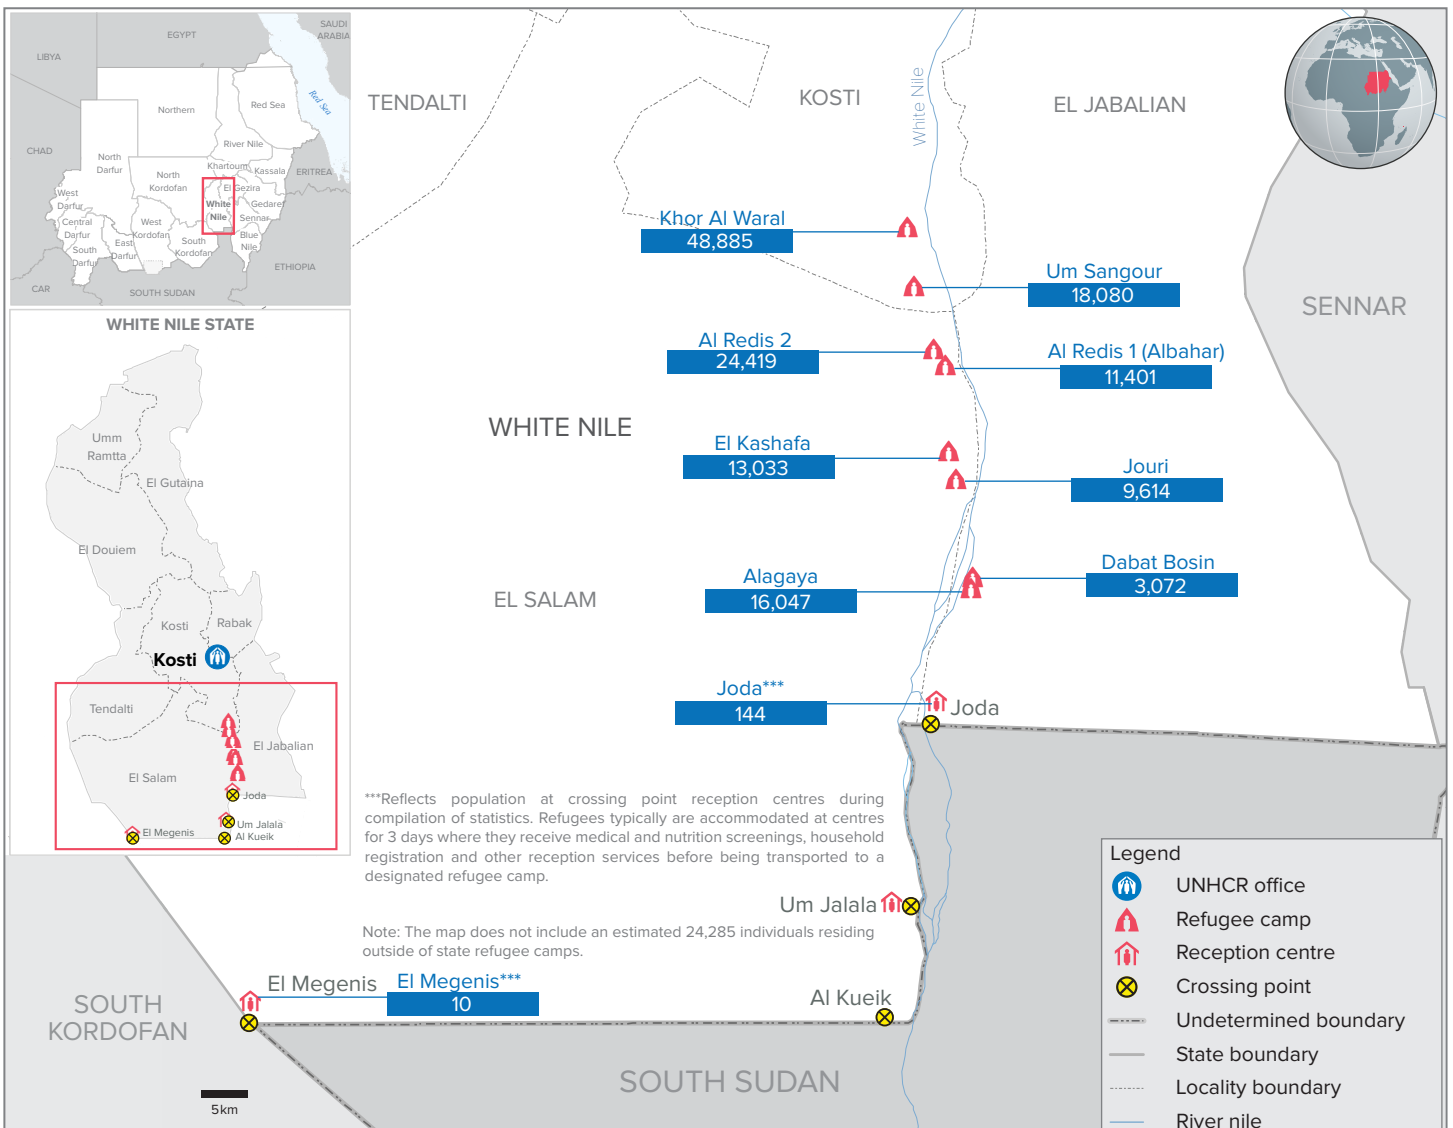 EGYPT
SAUDI
ARABIA
LIBYA
Red Sea
Northern
Red Sea
River Nile
CHAD
North
Darfur
Khartoum
Kassala
North
Kordofan
ERITREA
El Gezira
West
Darfur
White
Nile
Gedaref
Central
Darfur
West
Kordofan
Sennar
South
Darfur
East
Darfur
South
Kordofan
Blue
Nile
ETHIOPIA
CAR
SOUTH SUDAN
WHITE NILE STATE
Umm
Ramtta
El Gutaina
El Douiem
Kosti
Rabak
Kosti
Tendalti
El Jabalian
El Salam
Joda
El Megenis
Um Jalala
Al Kueik
TENDALTI
KOSTI
White Nile
EL JABALIAN
SENNAR
Khor Al Waral
48,885
Um Sangour
18,080
Al Redis 2
24,419
Al Redis 1 (Albahar)
11,401
WHITE NILE
El Kashafa
13,033
Jouri
9,614
EL SALAM
Alagaya
16,047
Dabat Bosin
3,072
Joda***
144
Joda
***Reflects population at crossing point reception centres during
compilation of statistics. Refugees typically are accommodated at centres
for 3 days where they receive medical and nutrition screenings, household
registration and other reception services before being transported to a
designated refugee camp.
Um Jalala
Note: The map does not include an estimated 24,285 individuals residing
outside of state refugee camps.
El Megenis
El Megenis***
10
Al Kueik
SOUTH
KORDOFAN
SOUTH SUDAN
5km
Legend
UNHCR office
Refugee camp
Reception centre
Crossing point
Undetermined boundary
State boundary
Locality boundary
River nile